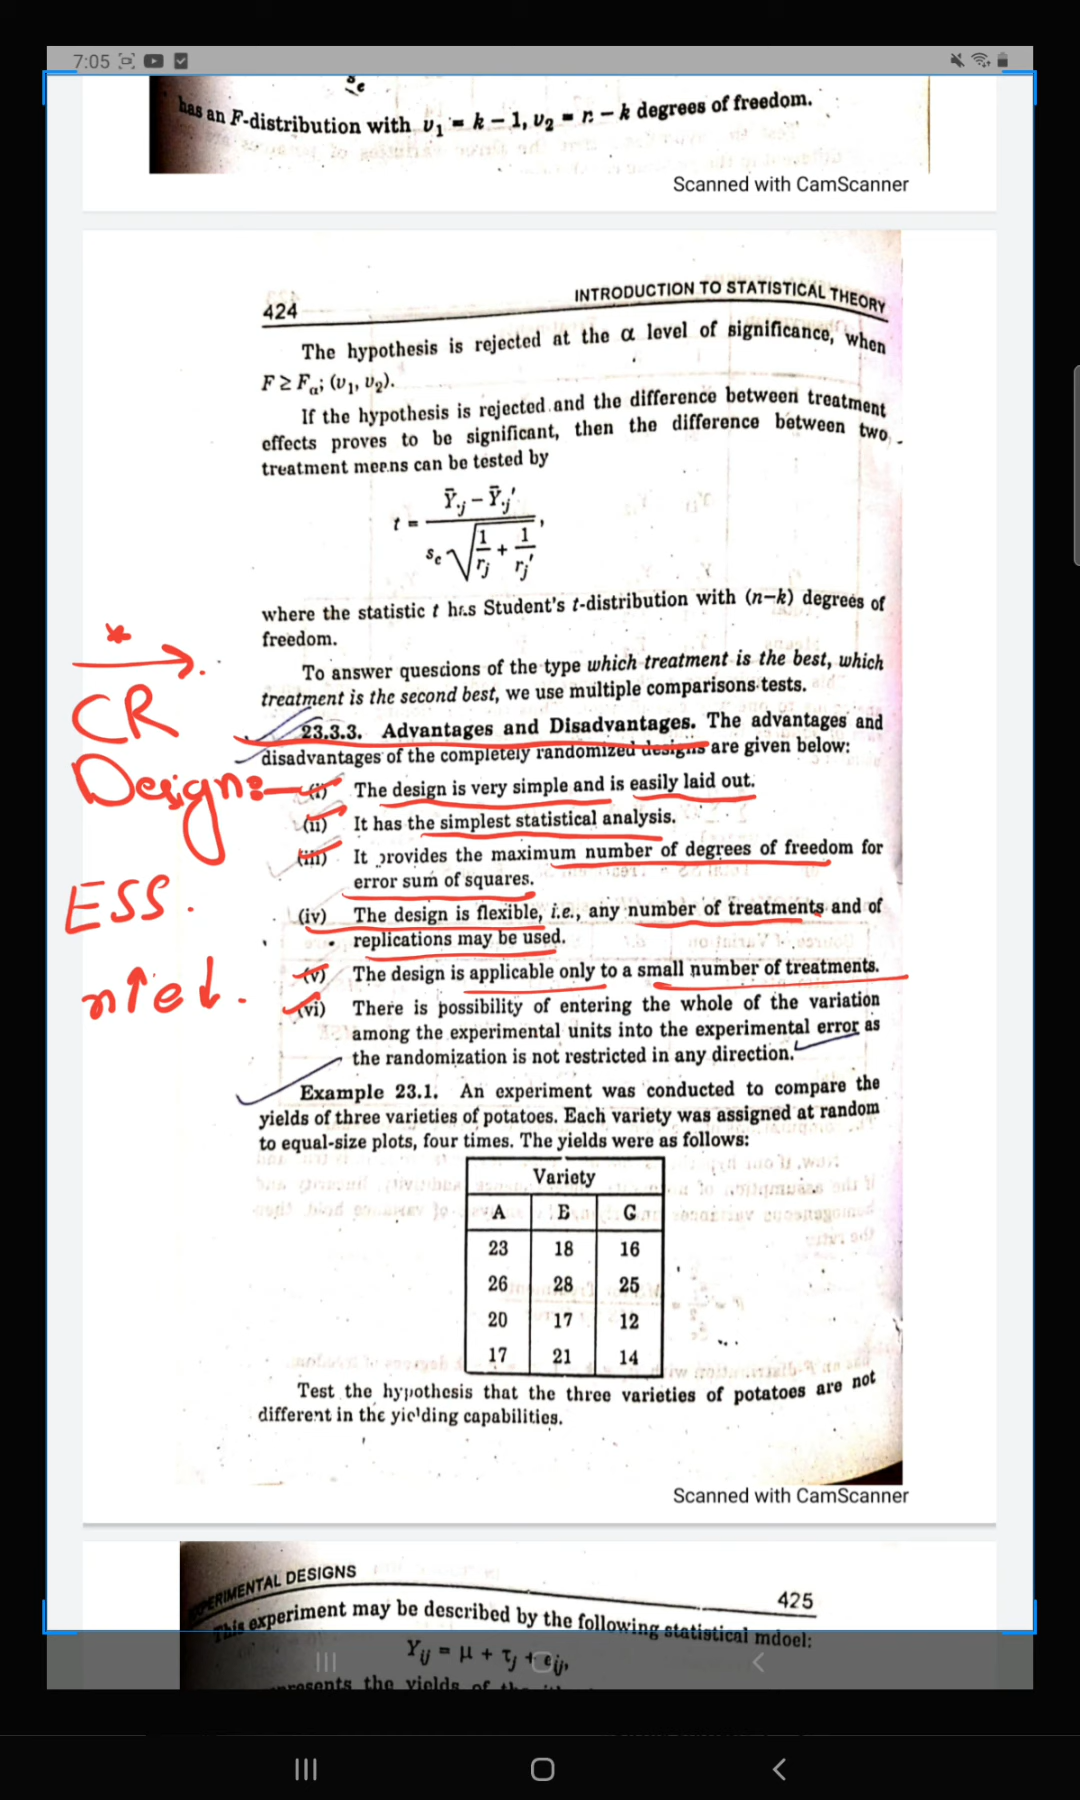 7:05
has an F-distribution with υ₁ = k – 1, υ₂ = n – k degrees of freedom.
Scanned with CamScanner
424
INTRODUCTION TO STATISTICAL THEORY
The hypothesis is rejected at the α level of significance, when
F ≥ Fα; (υ₁, υ₂).
If the hypothesis is rejected and the difference between treatment
effects proves to be significant, then the difference between two
treatment means can be tested by
t = (Ȳ.j – Ȳ.j′) / (sₑ √(1/rj + 1/rj′)),
where the statistic t has Student's t-distribution with (n–k) degrees of
freedom.
To answer questions of the type which treatment is the best, which
treatment is the second best, we use multiple comparisons tests.
CR
Design:–
ESS.
n↑e↓.
23.3.3. Advantages and Disadvantages. The advantages and
disadvantages of the completely randomized designs are given below:
(i) The design is very simple and is easily laid out.
(ii) It has the simplest statistical analysis.
(iii) It provides the maximum number of degrees of freedom for
error sum of squares.
(iv) The design is flexible, i.e., any number of treatments and of
replications may be used.
(v) The design is applicable only to a small number of treatments.
(vi) There is possibility of entering the whole of the variation
among the experimental units into the experimental error as
the randomization is not restricted in any direction.
Example 23.1. An experiment was conducted to compare the
yields of three varieties of potatoes. Each variety was assigned at random
to equal-size plots, four times. The yields were as follows:
Variety
A E G
23 18 16
26 28 25
20 17 12
17 21 14
Test the hypothesis that the three varieties of potatoes are not
different in the yielding capabilities.
Scanned with CamScanner
EXPERIMENTAL DESIGNS
425
This experiment may be described by the following statistical mdoel:
Yij = μ + τj + εij,
the yields of